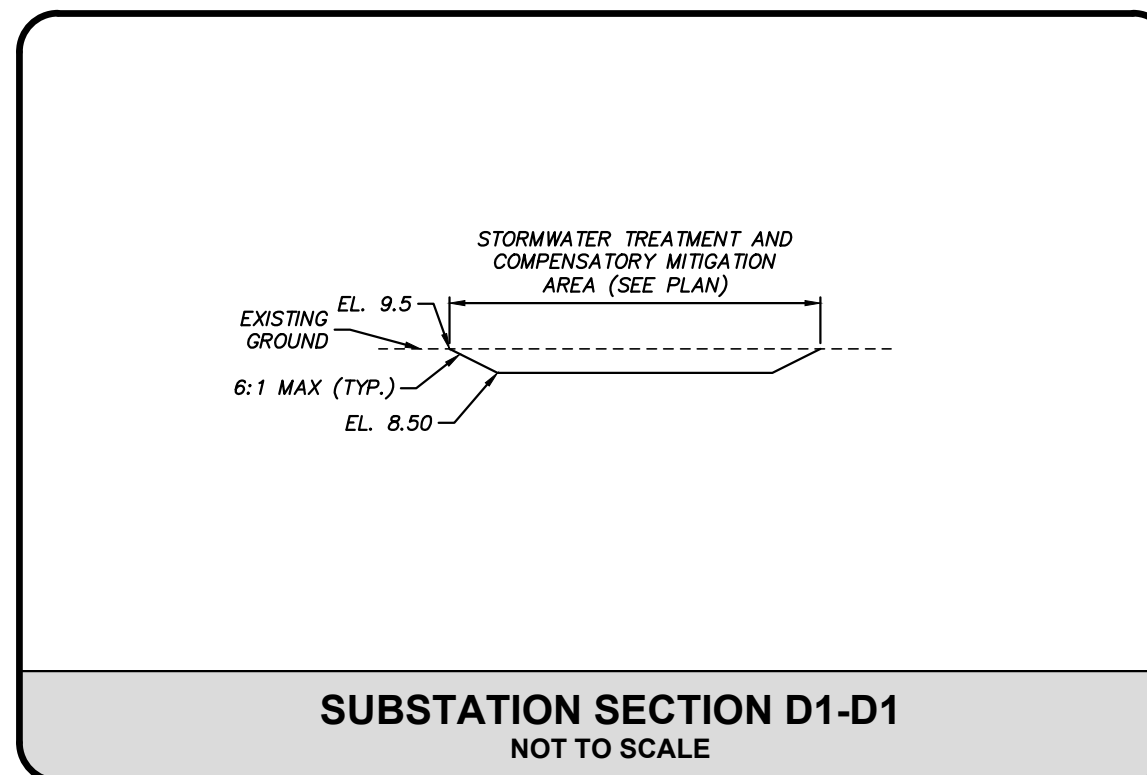 STORMWATER TREATMENT AND
COMPENSATORY MITIGATION
AREA (SEE PLAN)
EL. 9.5
EXISTING
GROUND
6:1 MAX (TYP.)
EL. 8.50
SUBSTATION SECTION D1-D1
NOT TO SCALE